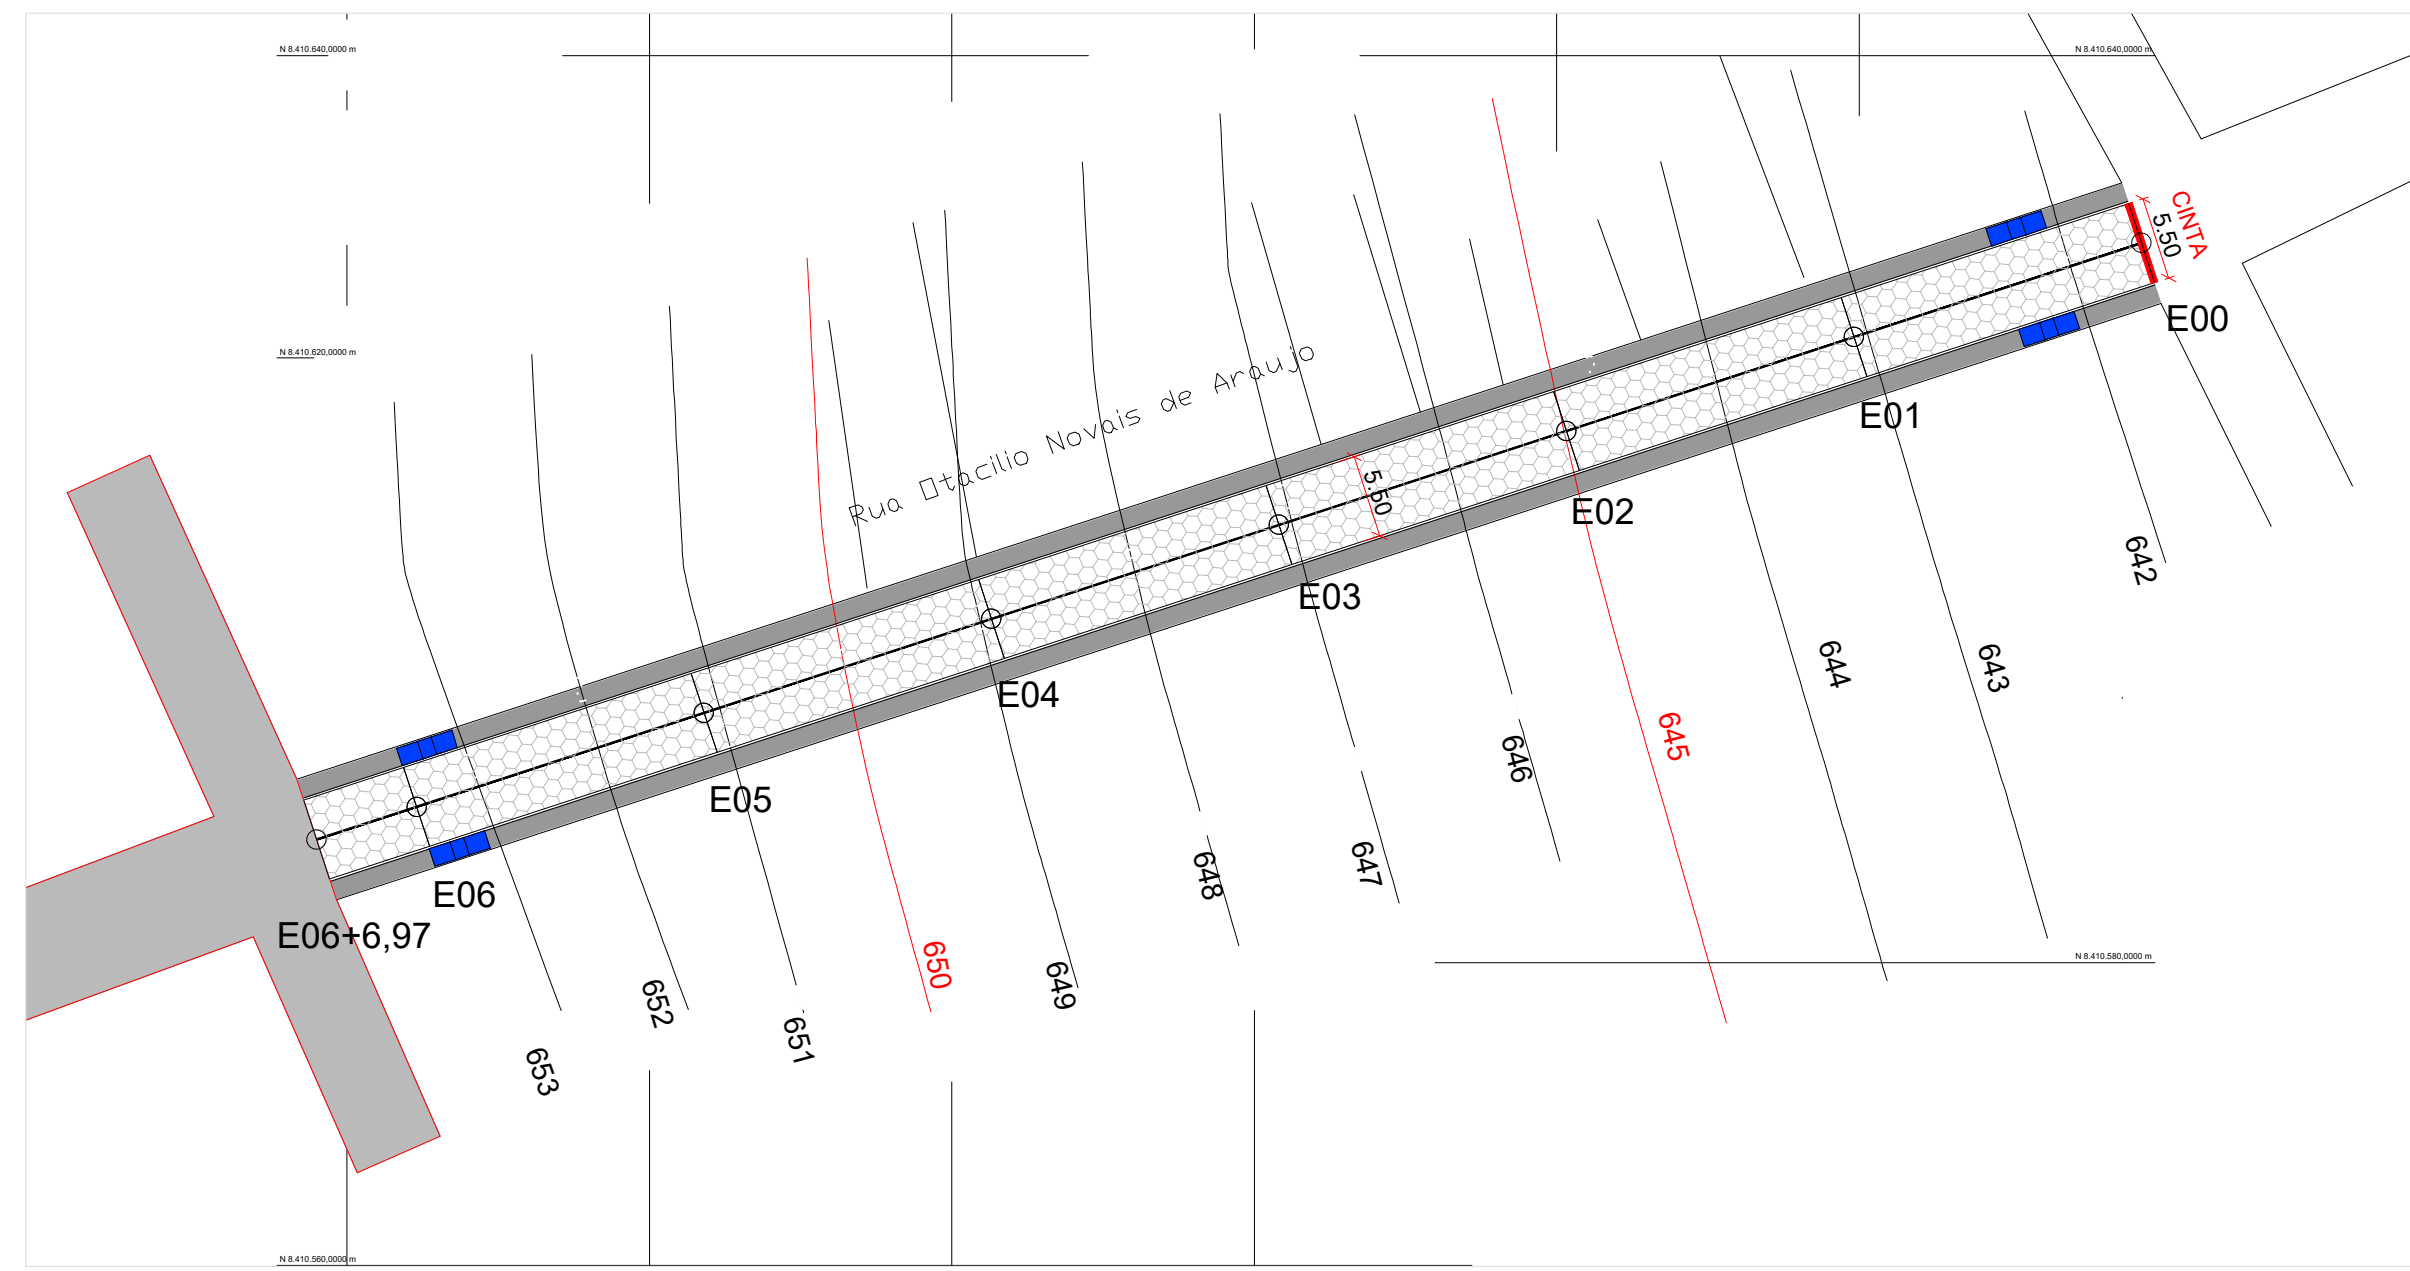 N 8.410.640,0000 m
N 8.410.640,0000 m
CINTA
5.50
E00
N 8.410.620,0000 m
Rua Otacilio Novais de Araujo
E01
5.50
E02
642
E03
644
643
E04
645
646
E05
647
648
E06
E06+6,97
650
649
N 8.410.580,0000 m
652
651
653
N 8.410.560,0000 m